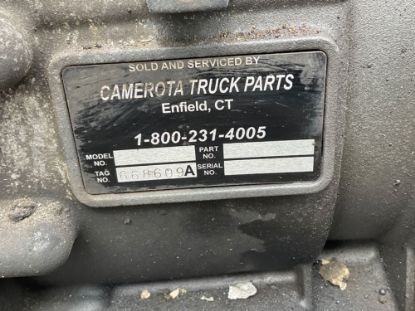 SOLD AND SERVICED BY
CAMEROTA TRUCK PARTS
Enfield, CT
1-800-231-4005
MODEL NO. PART NO.
TAG NO. 668609A SERIAL NO.